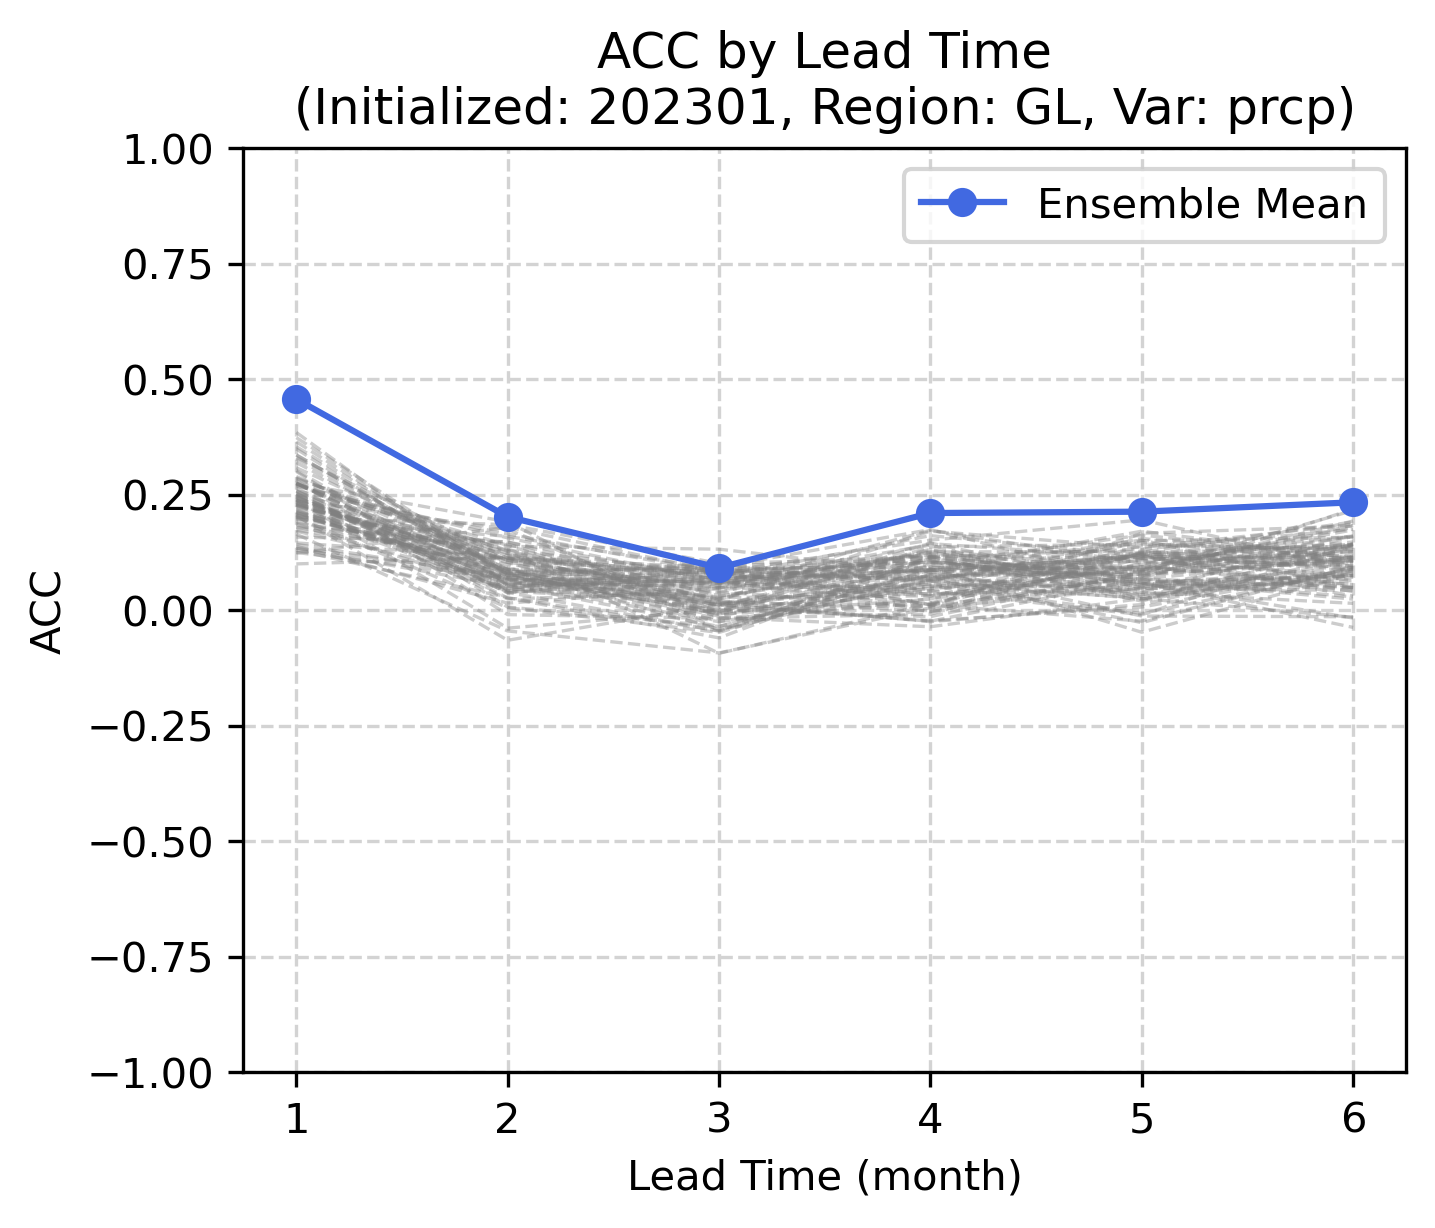 ACC by Lead Time
(Initialized: 202301, Region: GL, Var: prcp)
Ensemble Mean
ACC
1.00
0.75
0.50
0.25
0.00
−0.25
−0.50
−0.75
−1.00
1 2 3 4 5 6
Lead Time (month)